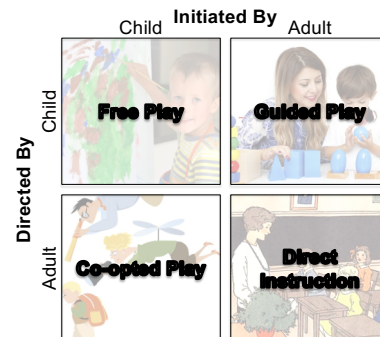 Initiated By
Child Adult
Directed By
Child
Free Play Guided Play
Adult
Co-opted Play Direct
Instruction